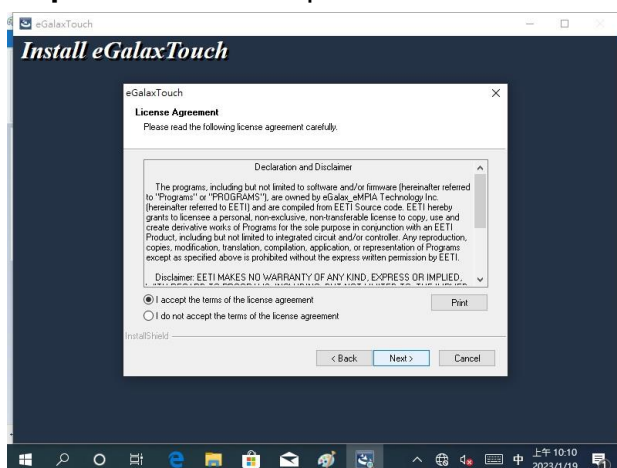 eGalaxTouch
Install eGalaxTouch
eGalaxTouch
License Agreement
Please read the following license agreement carefully.
Declaration and Disclaimer
The programs, including but not limited to software and/or firmware (hereinafter referred
to "Programs" or "PROGRAMS"), are owned by eGalax_eMPIA Technology Inc.
(hereinafter referred to EETI) and are compiled from EETI Source code. EETI hereby
grants to licensee a personal, non-exclusive, non-transferable license to copy, use and
create derivative works of Programs for the sole purpose in conjunction with an EETI
Product, including but not limited to integrated circuit and/or controller. Any reproduction,
copies, modification, translation, compilation, application, or representation of Programs
except as specified above is prohibited without the express written permission by EETI.
Disclaimer: EETI MAKES NO WARRANTY OF ANY KIND, EXPRESS OR IMPLIED,
I accept the terms of the license agreement
Print
I do not accept the terms of the license agreement
InstallShield
< Back
Next >
Cancel
中
上午 10:10
2023/1/19